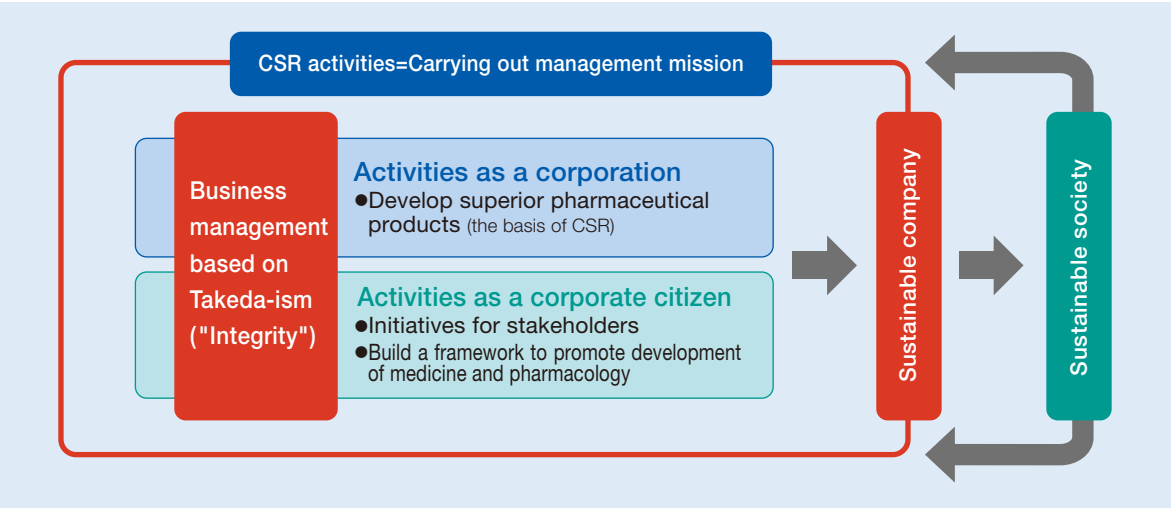 CSR activities=Carrying out management mission
Business
management
based on
Takeda-ism
("Integrity")
Activities as a corporation
●Develop superior pharmaceutical
products (the basis of CSR)
Activities as a corporate citizen
●Initiatives for stakeholders
●Build a framework to promote development
of medicine and pharmacology
Sustainable company
Sustainable society